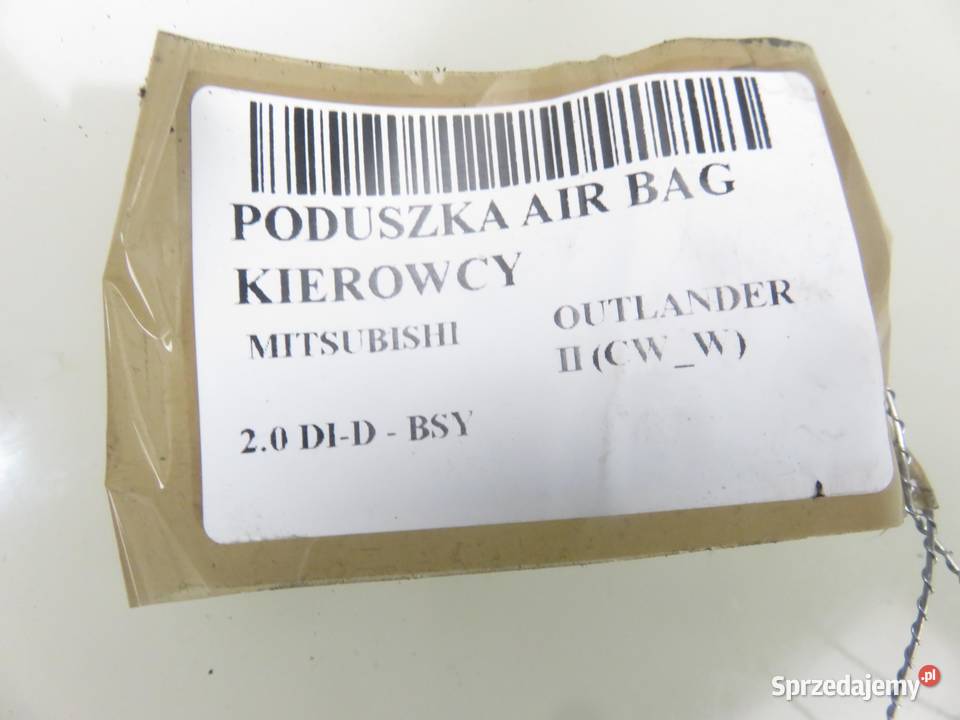 PODUSZKA AIR BAG
KIEROWCY
MITSUBISHI OUTLANDER
II (CW_W)
2.0 DI-D - BSY
Sprzedajemy.pl